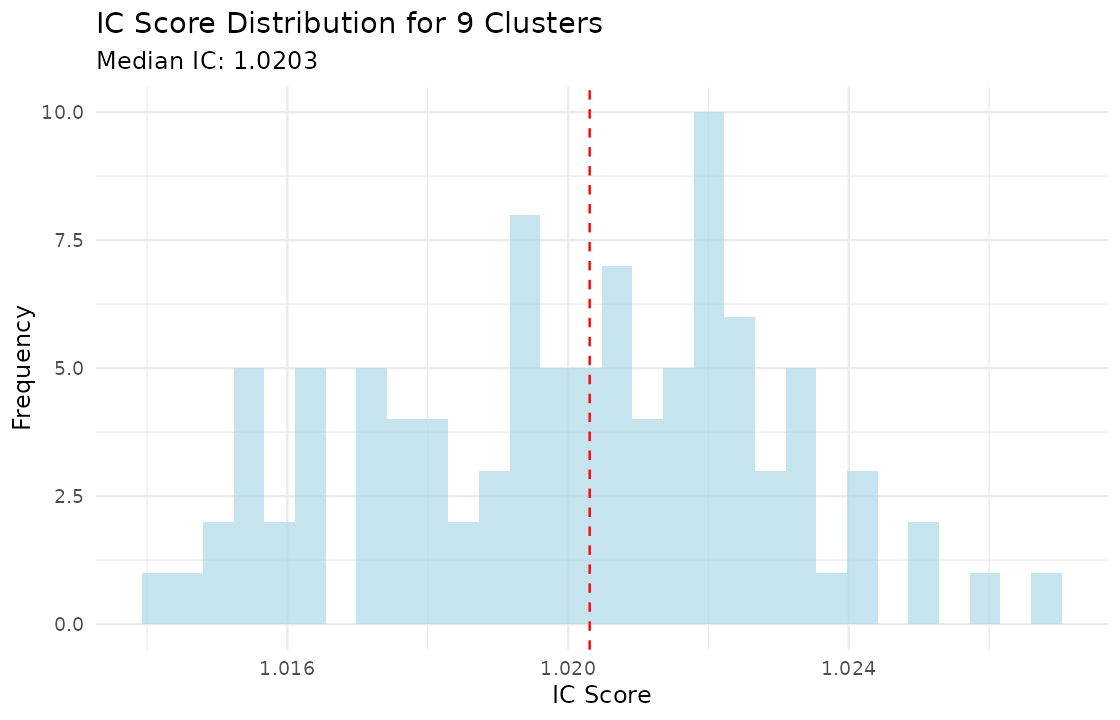 IC Score Distribution for 9 Clusters
Median IC: 1.0203
10.0
7.5
5.0
2.5
0.0
Frequency
1.016 1.020 1.024
IC Score